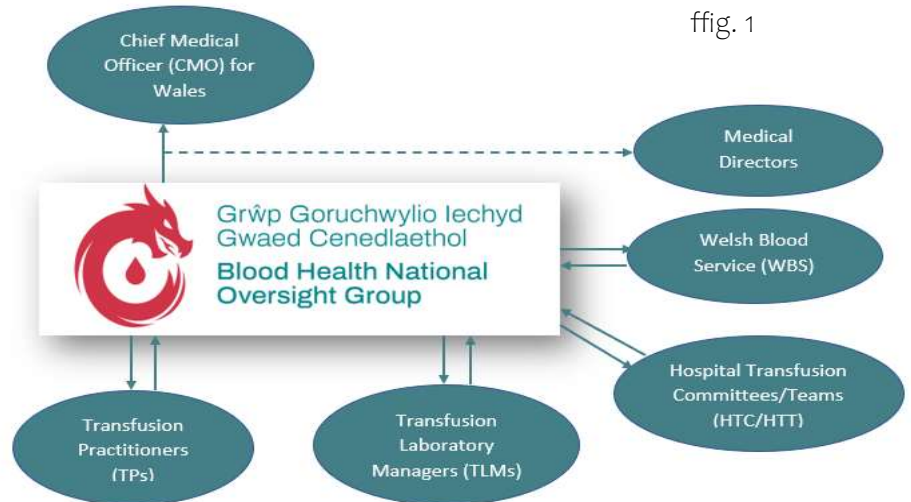 ffig. 1
Chief Medical
Officer (CMO) for
Wales
Medical
Directors
Grŵp Goruchwylio Iechyd
Gwaed Cenedlaethol
Blood Health National
Oversight Group
Welsh Blood
Service (WBS)
Hospital Transfusion
Committees/Teams
(HTC/HTT)
Transfusion
Practitioners
(TPs)
Transfusion
Laboratory
Managers (TLMs)